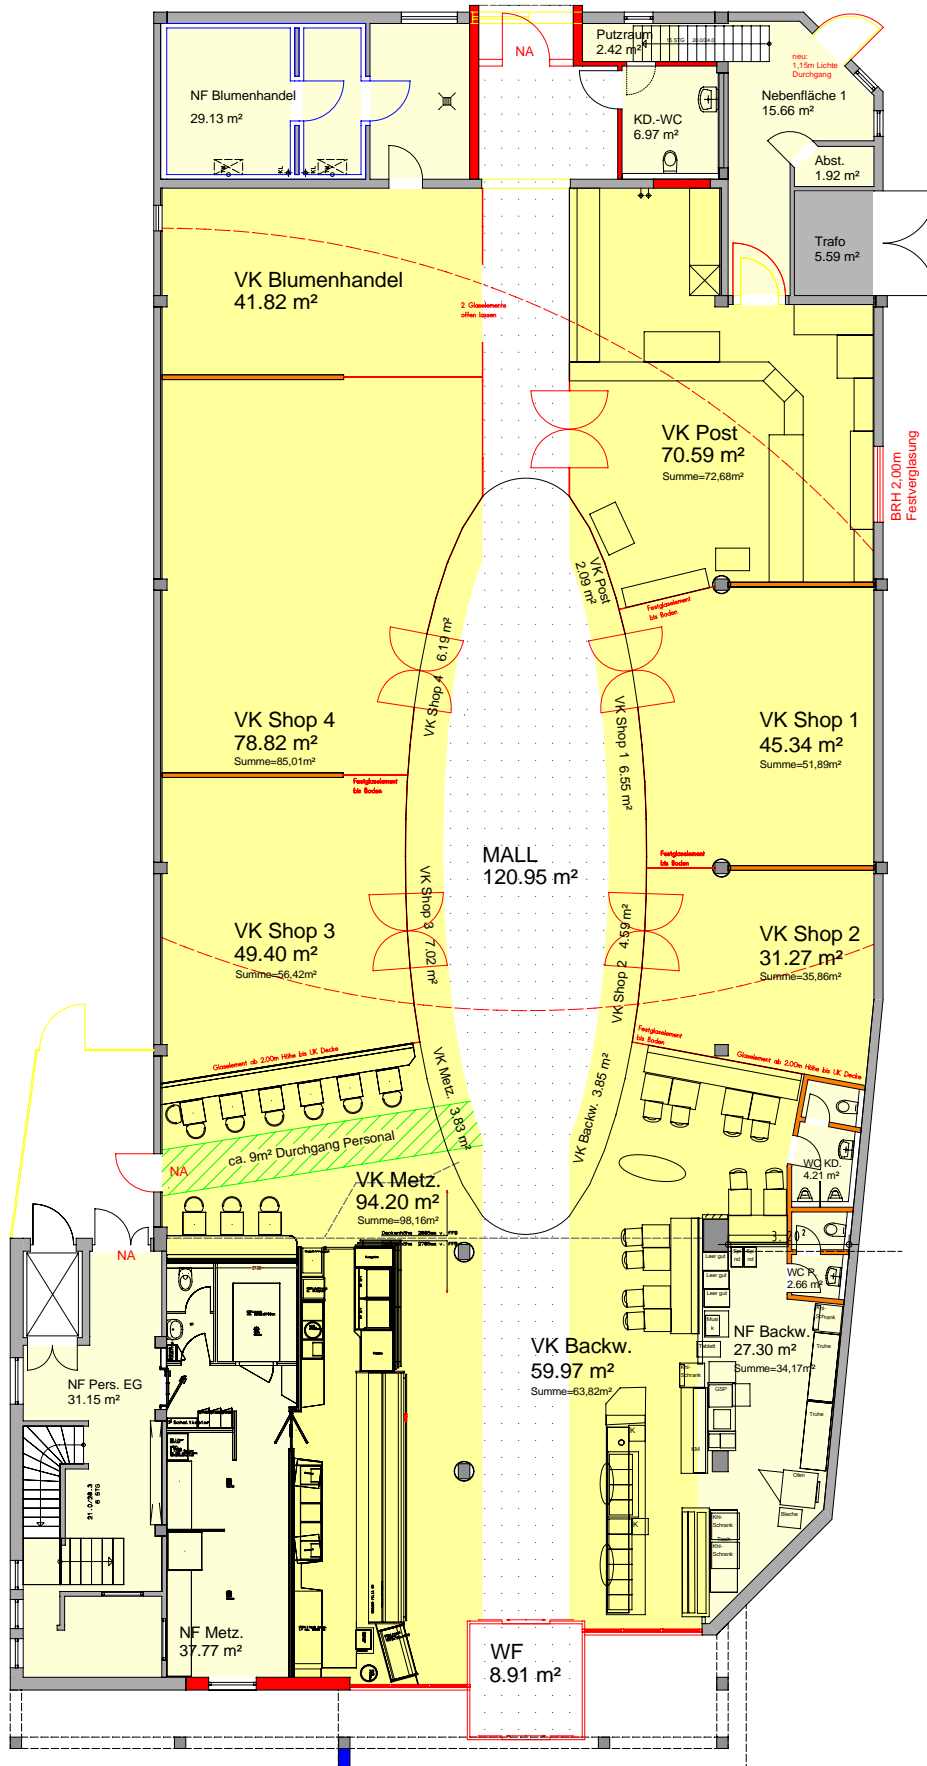 Putzraum
2.42 m²
NA
neu:
1,15m Lichte
Durchgang
NF Blumenhandel
29.13 m²
KD.-WC
6.97 m²
Nebenfläche 1
15.66 m²
Abst.
1.92 m²
Trafo
5.59 m²
VK Blumenhandel
41.82 m²
2 Glaselemente
offen lassen
VK Post
70.59 m²
Summe=72,68m²
BRH 2,00m
Festverglasung
VK Post
2.09 m²
Festglaselement
bis Boden
VK Shop 4 6.19 m²
VK Shop 1 6.55 m²
VK Shop 4
78.82 m²
Summe=85,01m²
VK Shop 1
45.34 m²
Summe=51,89m²
Festglaselement
bis Boden
Festglaselement
bis Boden
MALL
120.95 m²
VK Shop 3 7.02 m²
VK Shop 2 4.59 m²
VK Shop 3
49.40 m²
Summe=56,42m²
VK Shop 2
31.27 m²
Summe=35,86m²
Glaselement ab 2.00m Höhe bis UK Decke
Festglaselement
bis Boden
Glaselement ab 2.00m Höhe bis UK Decke
VK Metz. 3.83 m²
VK Backw. 3.85 m²
ca. 9m² Durchgang Personal
NA
WC KD.
4.21 m²
VK Metz.
94.20 m²
Summe=98,16m²
NA
WC P.
2.66 m²
Leer gut
Leer gut
Leer gut
Tablett
VK Backw.
59.97 m²
Summe=63,82m²
NF Backw.
27.30 m²
Summe=34,17m²
Truhe
GSP
KM
Truhe
Ofen
Bleche
K
K
NF Pers. EG
31.15 m²
NF Metz.
37.77 m²
WF
8.91 m²